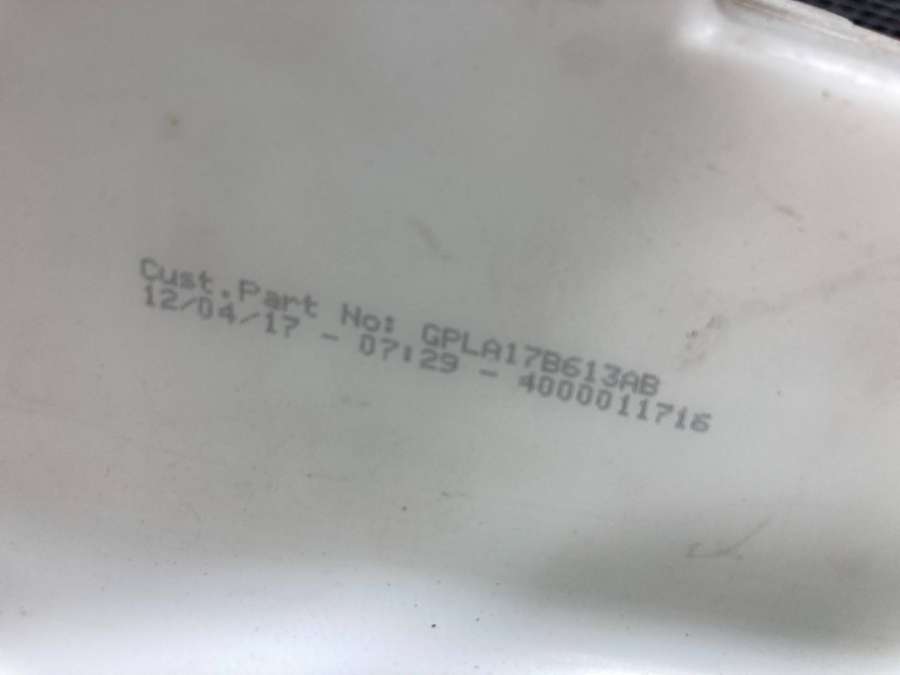 Cust.Part No: GPLA17B613AB
12/04/17 - 07:29 - 4000011716